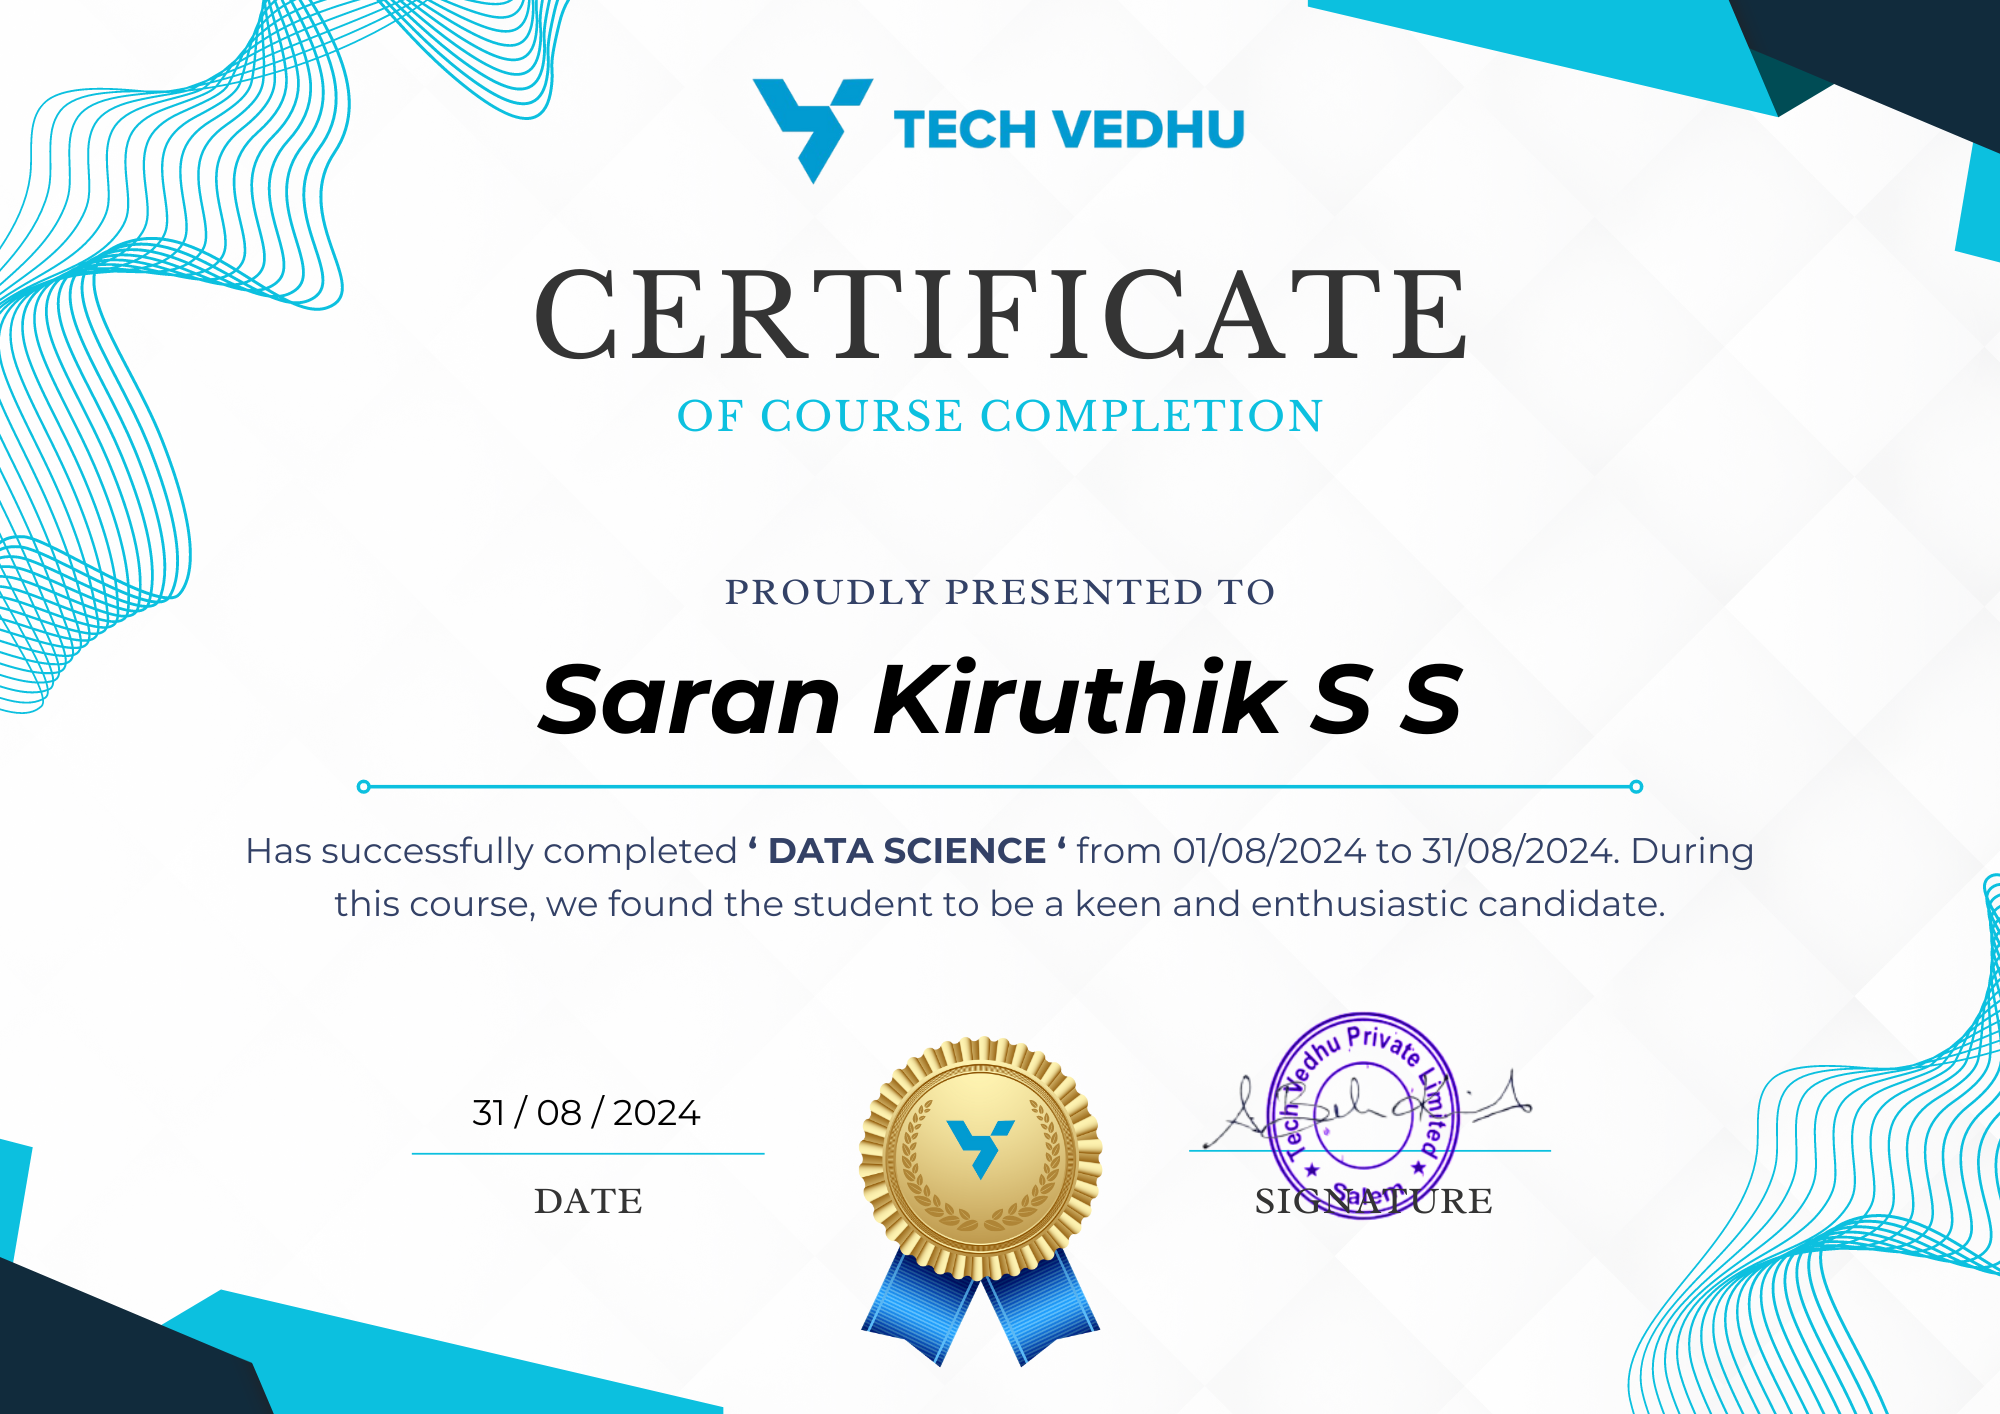 TECH VEDHU
CERTIFICATE
OF COURSE COMPLETION
PROUDLY PRESENTED TO
Saran Kiruthik S S
Has successfully completed ‘ DATA SCIENCE ‘ from 01/08/2024 to 31/08/2024. During
this course, we found the student to be a keen and enthusiastic candidate.
31 / 08 / 2024
DATE
Tech Vedhu Private Limited
★ Salem ★
SIGNATURE